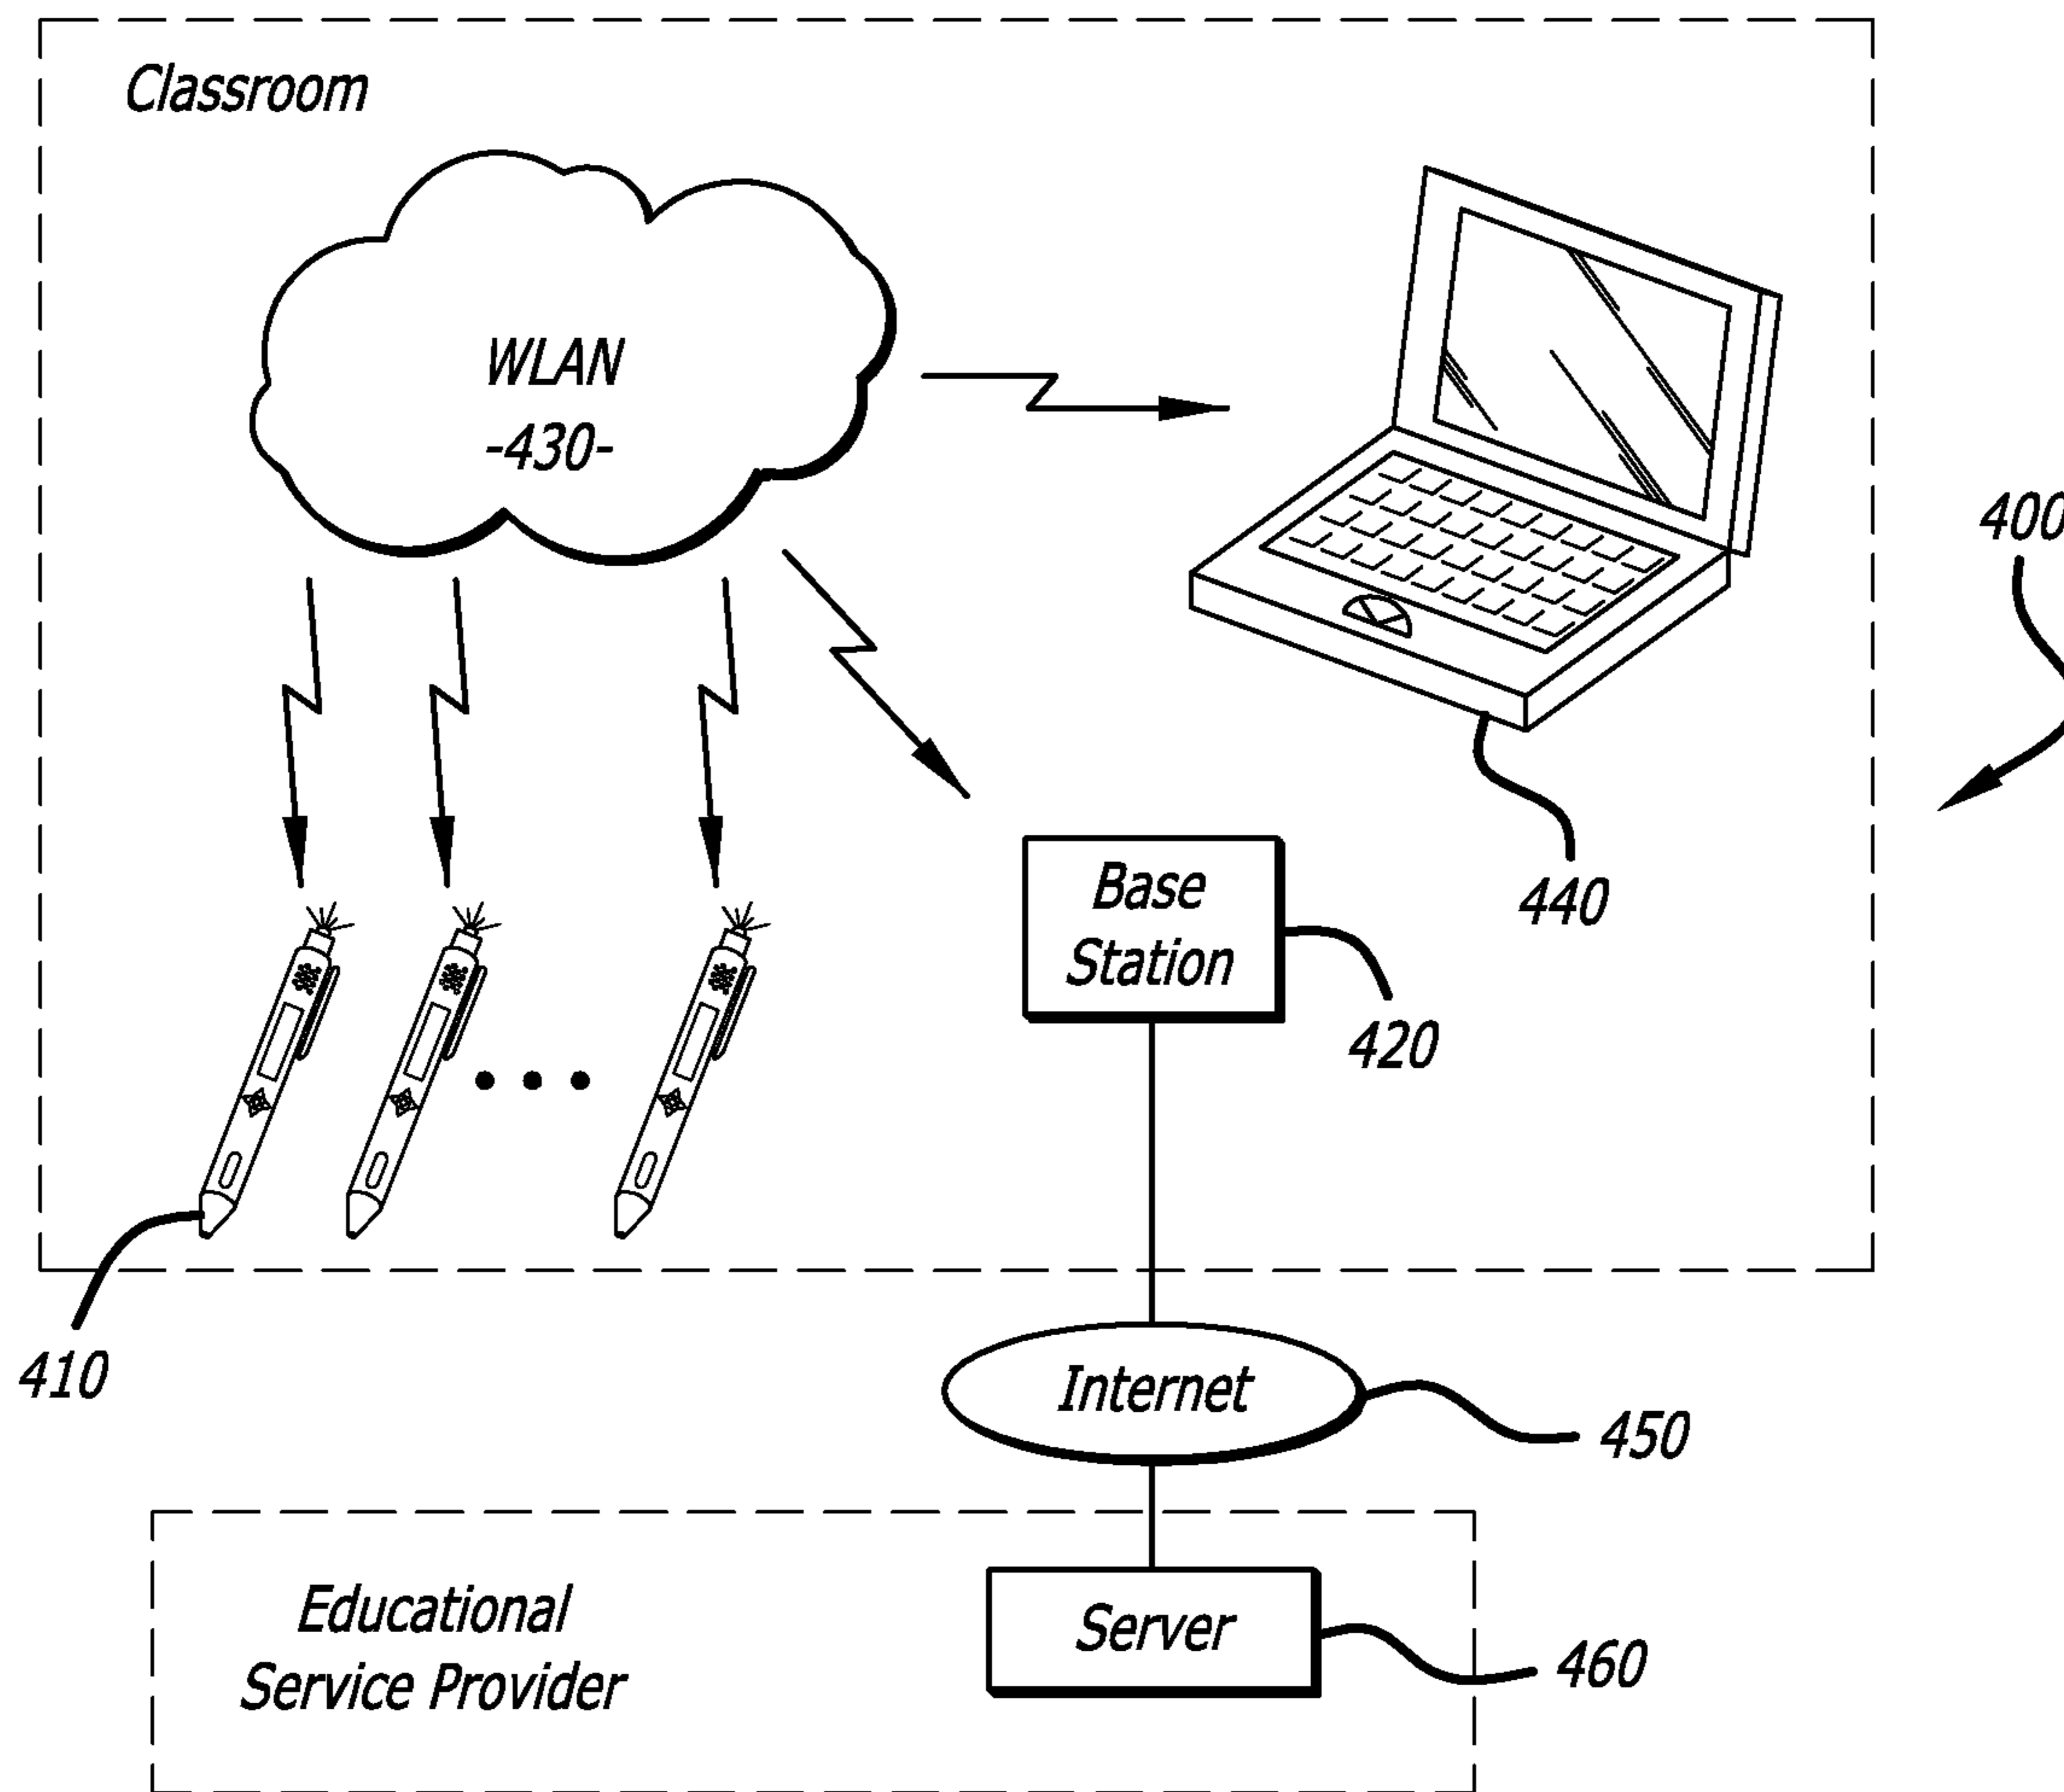 Classroom
WLAN
-430-
400
440
Base
Station
420
410
Internet
450
Educational
Service Provider
Server
460